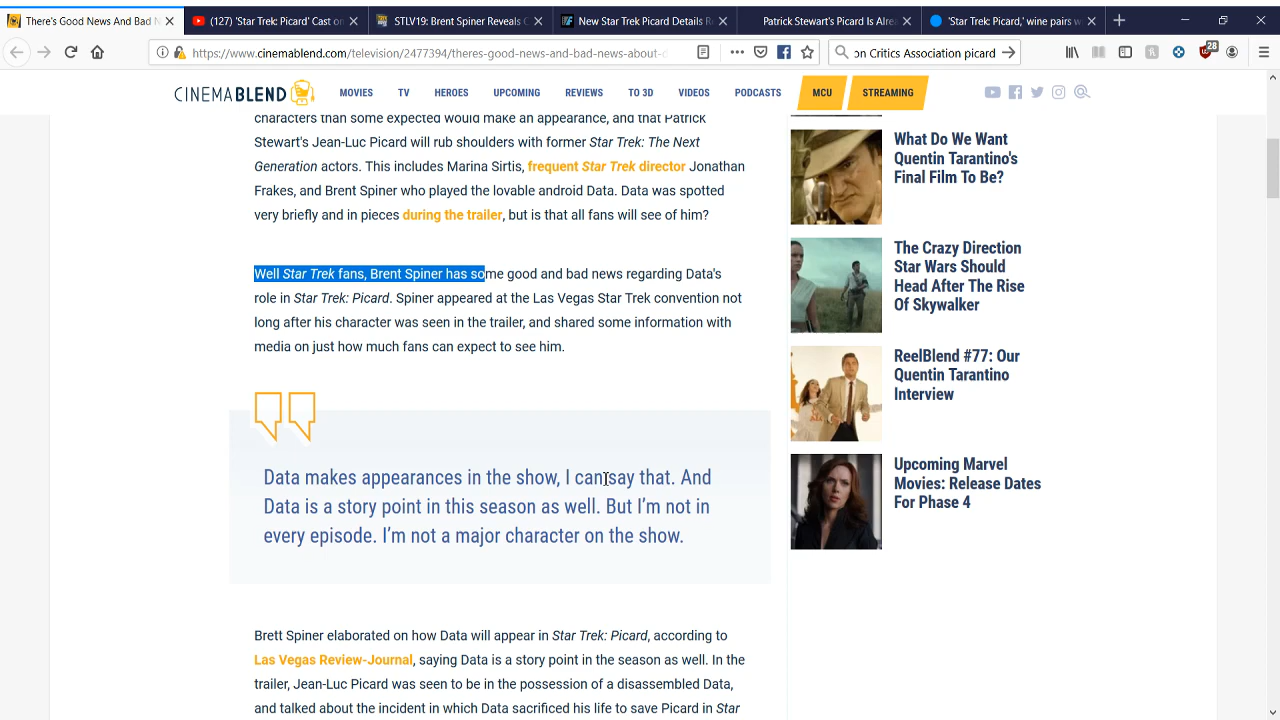 There's Good News And Bad N
(127) 'Star Trek: Picard' Cast on
STLV19: Brent Spiner Reveals C
New Star Trek Picard Details R
Patrick Stewart's Picard Is Alrea
'Star Trek: Picard,' wine pairs w
https://www.cinemablend.com/television/2477394/theres-good-news-and-bad-news-about-d
on Critics Association picard
28
CINEMABLEND
MOVIES
TV
HEROES
UPCOMING
REVIEWS
TO 3D
VIDEOS
PODCASTS
MCU
STREAMING
characters than some expected would make an appearance, and that Patrick
Stewart's Jean-Luc Picard will rub shoulders with former Star Trek: The Next
Generation actors. This includes Marina Sirtis, frequent Star Trek director Jonathan
Frakes, and Brent Spiner who played the lovable android Data. Data was spotted
very briefly and in pieces during the trailer, but is that all fans will see of him?
Well Star Trek fans, Brent Spiner has some good and bad news regarding Data's
role in Star Trek: Picard. Spiner appeared at the Las Vegas Star Trek convention not
long after his character was seen in the trailer, and shared some information with
media on just how much fans can expect to see him.
Data makes appearances in the show, I can say that. And
Data is a story point in this season as well. But I'm not in
every episode. I'm not a major character on the show.
Brett Spiner elaborated on how Data will appear in Star Trek: Picard, according to
Las Vegas Review-Journal, saying Data is a story point in the season as well. In the
trailer, Jean-Luc Picard was seen to be in the possession of a disassembled Data,
and talked about the incident in which Data sacrificed his life to save Picard in Star
What Do We Want
Quentin Tarantino's
Final Film To Be?
The Crazy Direction
Star Wars Should
Head After The Rise
Of Skywalker
ReelBlend #77: Our
Quentin Tarantino
Interview
Upcoming Marvel
Movies: Release Dates
For Phase 4